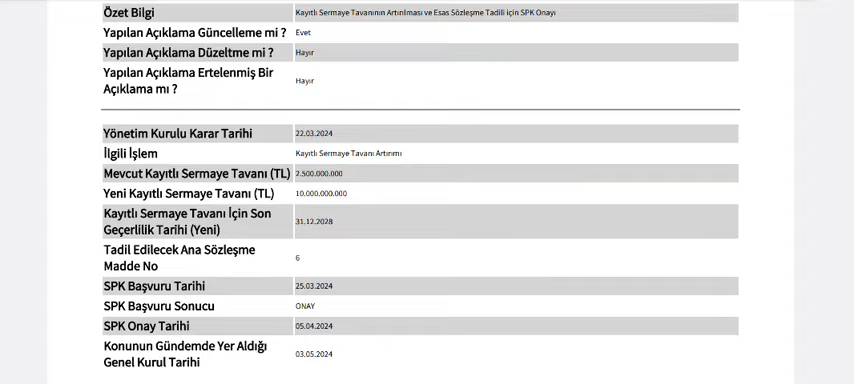 Özet Bilgi Kayıtlı Sermaye Tavanının Artırılması ve Esas Sözleşme Tadili için SPK Onayı
Yapılan Açıklama Güncelleme mi ? Evet
Yapılan Açıklama Düzeltme mi ? Hayır
Yapılan Açıklama Ertelenmiş Bir
Açıklama mı ? Hayır
Yönetim Kurulu Karar Tarihi 22.03.2024
İlgili İşlem Kayıtlı Sermaye Tavanı Artırımı
Mevcut Kayıtlı Sermaye Tavanı (TL) 2.500.000.000
Yeni Kayıtlı Sermaye Tavanı (TL) 10.000.000.000
Kayıtlı Sermaye Tavanı İçin Son
Geçerlilik Tarihi (Yeni) 31.12.2028
Tadil Edilecek Ana Sözleşme
Madde No 6
SPK Başvuru Tarihi 25.03.2024
SPK Başvuru Sonucu ONAY
SPK Onay Tarihi 05.04.2024
Konunun Gündemde Yer Aldığı
Genel Kurul Tarihi 03.05.2024